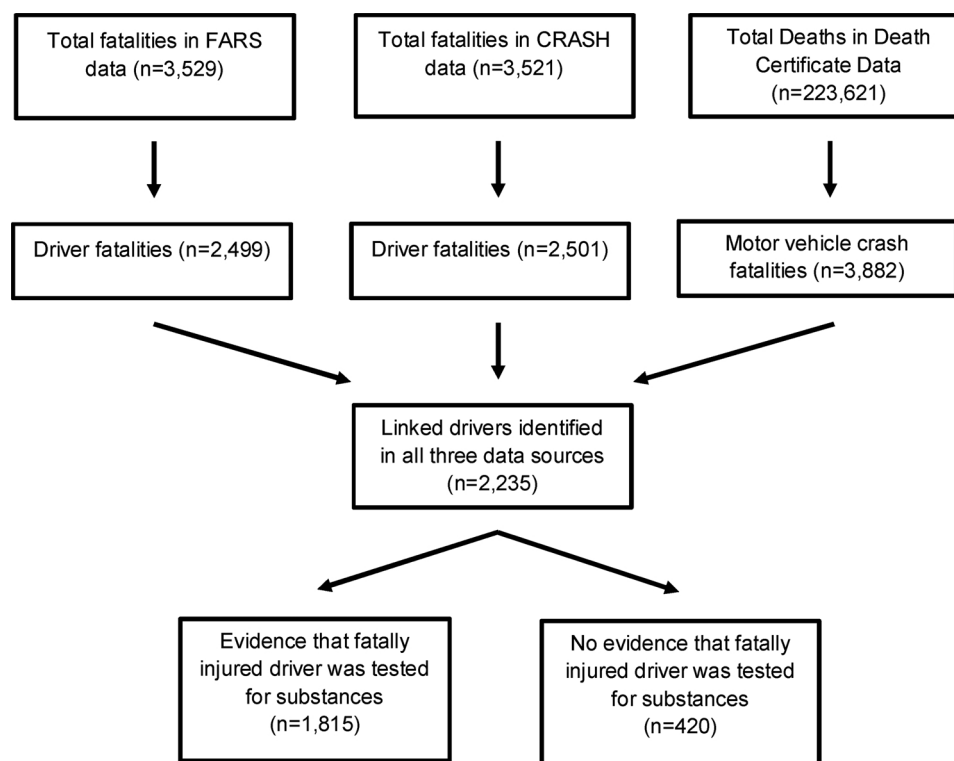 Total fatalities in FARS
data (n=3,529)
Total fatalities in CRASH
data (n=3,521)
Total Deaths in Death
Certificate Data
(n=223,621)
Driver fatalities (n=2,499)
Driver fatalities (n=2,501)
Motor vehicle crash
fatalities (n=3,882)
Linked drivers identified
in all three data sources
(n=2,235)
Evidence that fatally
injured driver was tested
for substances
(n=1,815)
No evidence that fatally
injured driver was tested
for substances
(n=420)